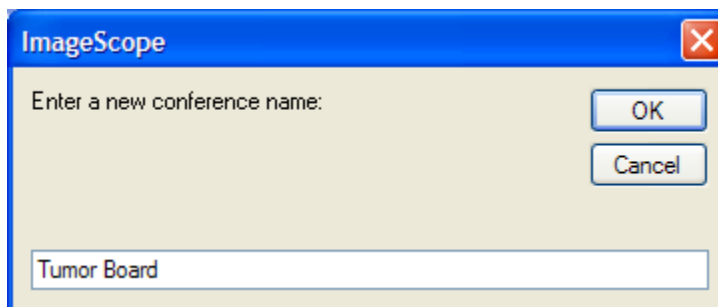 ImageScope
Enter a new conference name:
OK
Cancel
Tumor Board